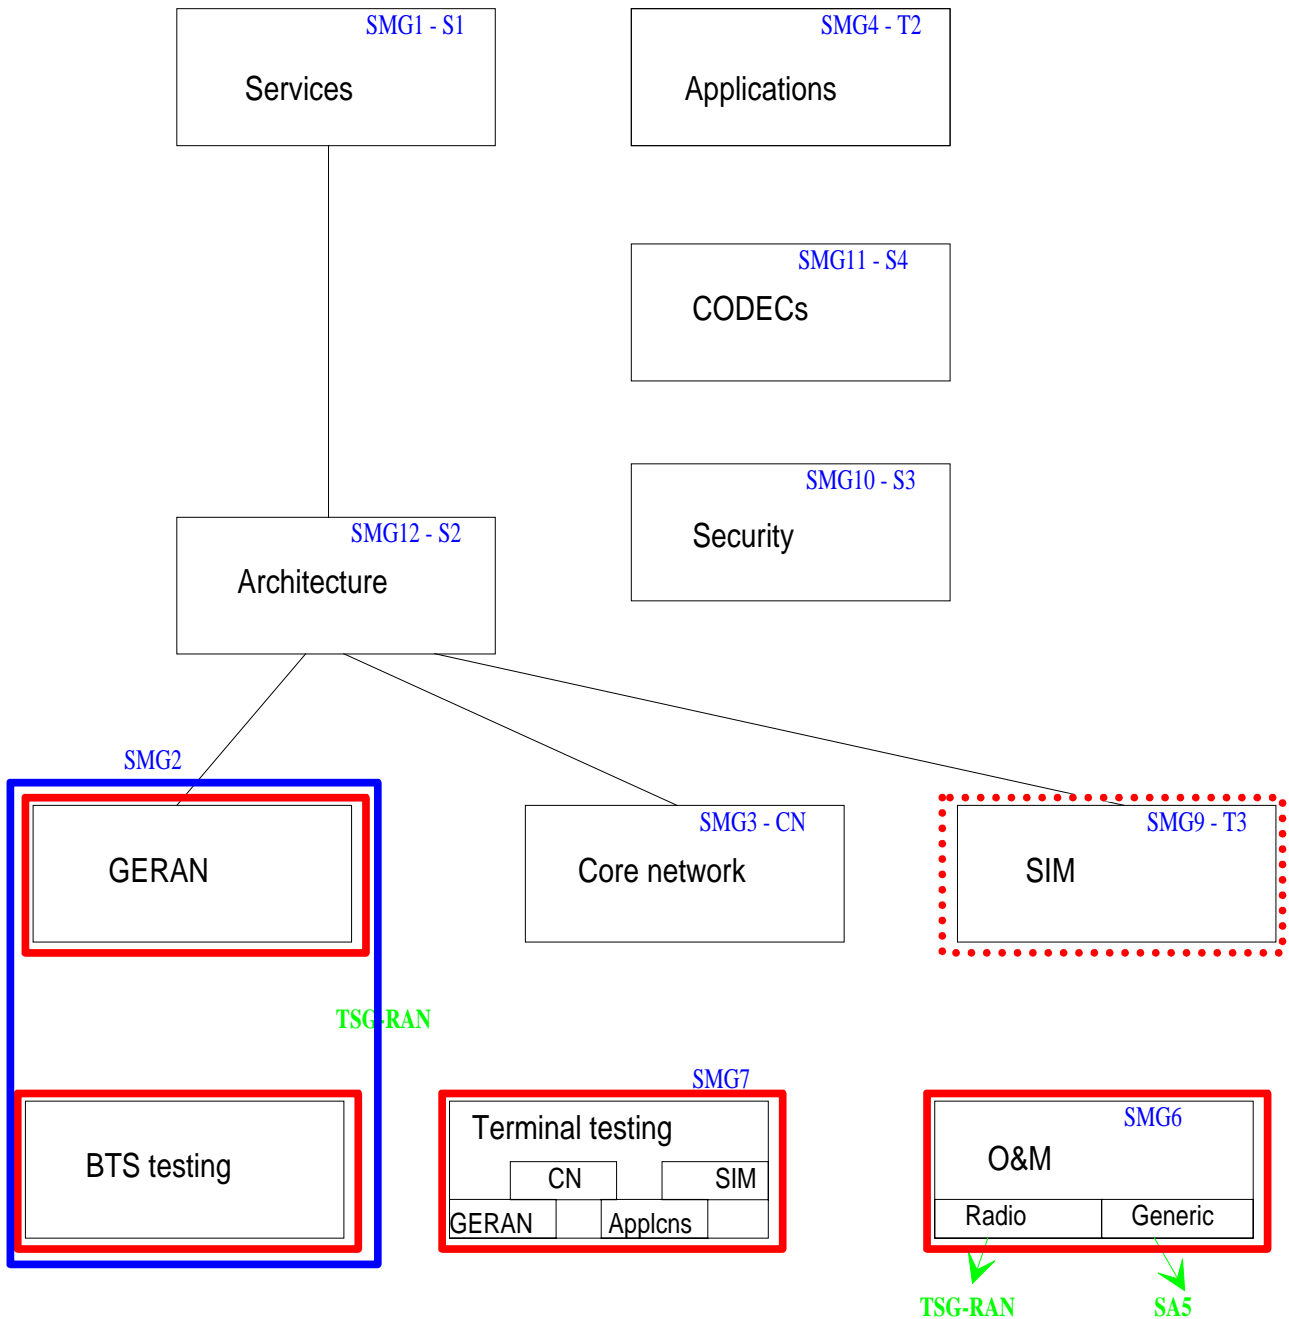 SMG1 - S1
Services
SMG4 - T2
Applications
SMG11 - S4
CODECs
SMG10 - S3
Security
SMG12 - S2
Architecture
SMG2
GERAN
SMG3 - CN
Core network
SMG9 - T3
SIM
TSG-RAN
BTS testing
SMG7
Terminal testing
CN
SIM
GERAN
Applcns
SMG6
O&M
Radio
Generic
TSG-RAN
SA5